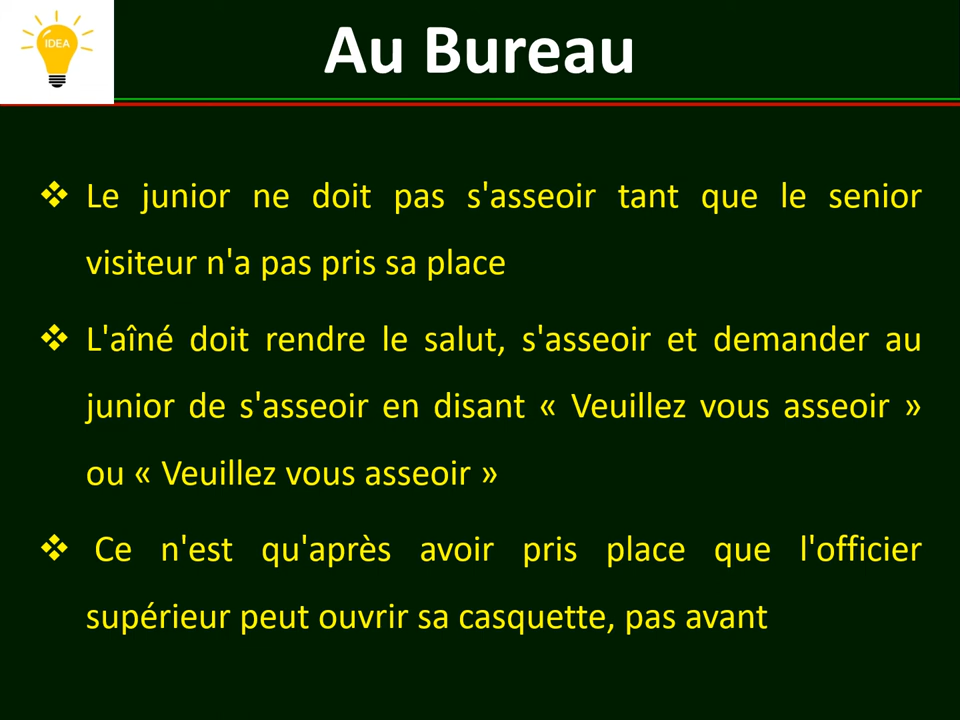 IDEA
Au Bureau
❖ Le junior ne doit pas s'asseoir tant que le senior
visiteur n'a pas pris sa place
❖ L'aîné doit rendre le salut, s'asseoir et demander au
junior de s'asseoir en disant « Veuillez vous asseoir »
ou « Veuillez vous asseoir »
❖ Ce n'est qu'après avoir pris place que l'officier
supérieur peut ouvrir sa casquette, pas avant